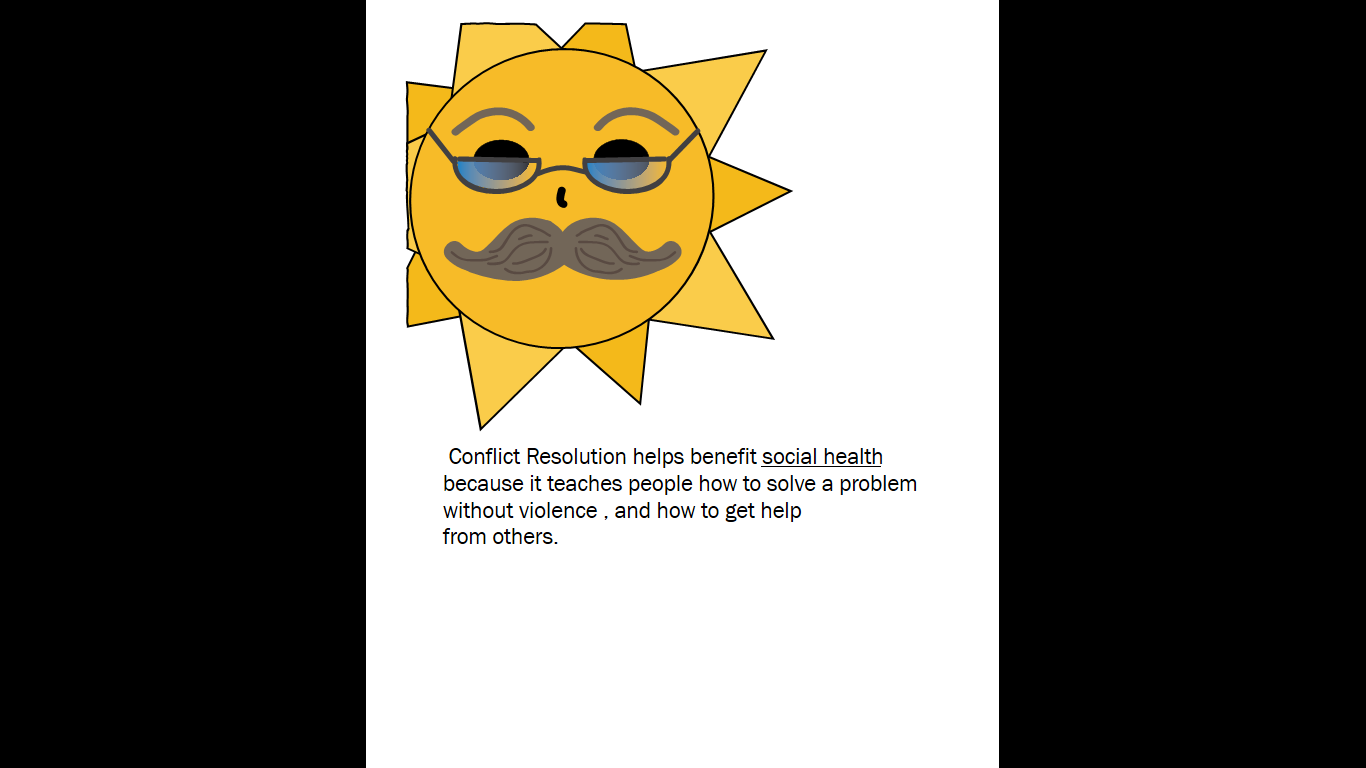 Conflict Resolution helps benefit social health
because it teaches people how to solve a problem
without violence , and how to get help
from others.